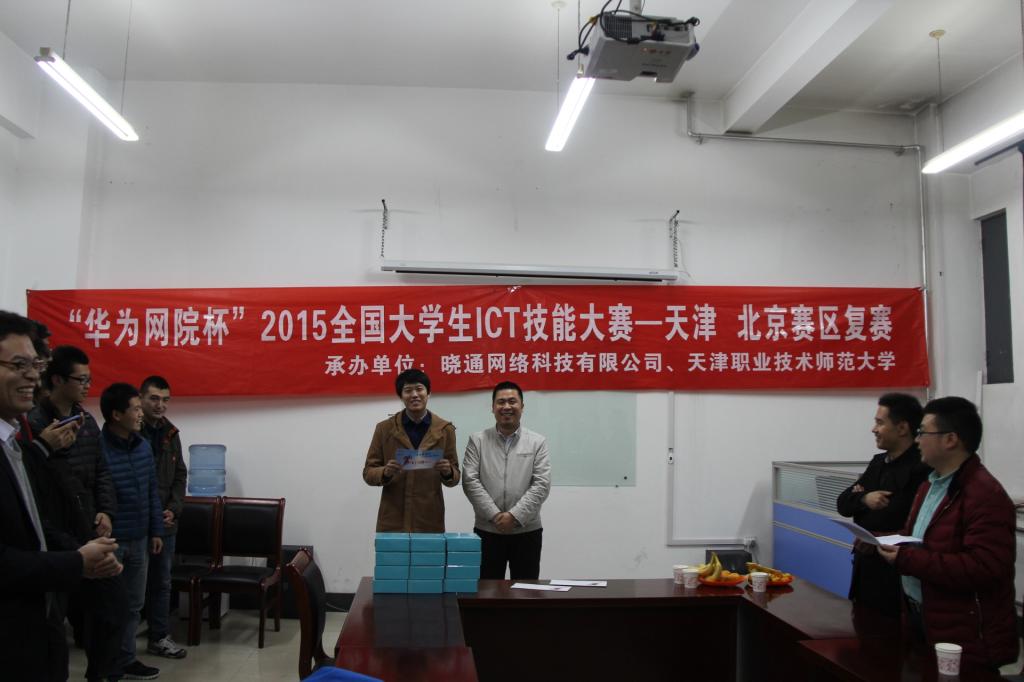 “华为网院杯”2015全国大学生ICT技能大赛—天津 北京赛区复赛
承办单位：晓通网络科技有限公司、天津职业技术师范大学